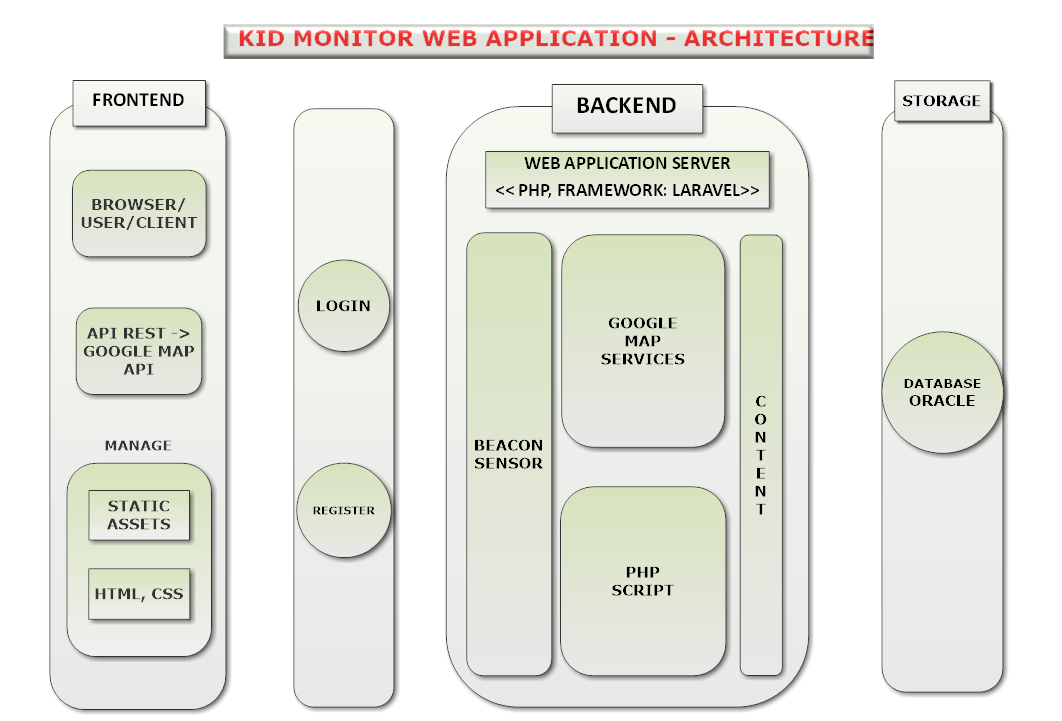 KID MONITOR WEB APPLICATION - ARCHITECTURE
FRONTEND
BROWSER/
USER/CLIENT
API REST ->
GOOGLE MAP
API
MANAGE
STATIC
ASSETS
HTML, CSS
LOGIN
REGISTER
BACKEND
WEB APPLICATION SERVER
<< PHP, FRAMEWORK: LARAVEL>>
BEACON
SENSOR
GOOGLE
MAP
SERVICES
PHP
SCRIPT
C
O
N
T
E
N
T
STORAGE
DATABASE
ORACLE